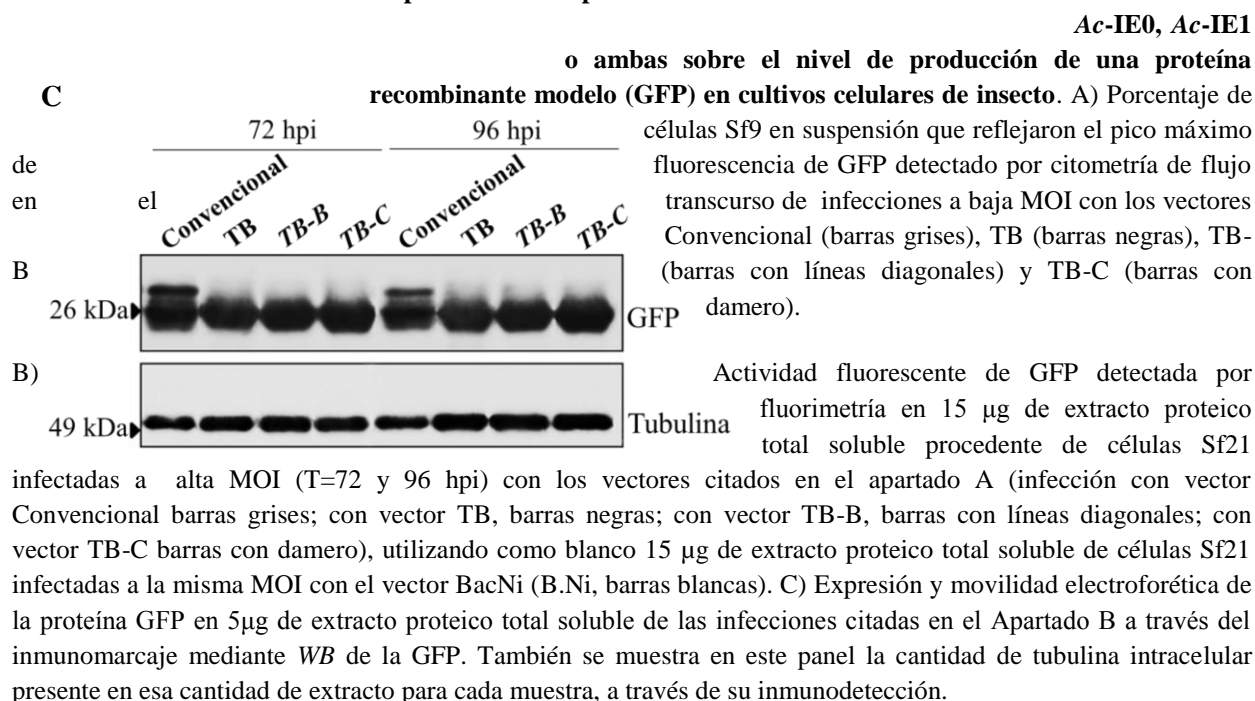 Ac-IE0, Ac-IE1
o ambas sobre el nivel de producción de una proteína
recombinante modelo (GFP) en cultivos celulares de insecto. A) Porcentaje de
células Sf9 en suspensión que reflejaron el pico máximo
de fluorescencia de GFP detectado por citometría de flujo
en el transcurso de infecciones a baja MOI con los vectores
Convencional (barras grises), TB (barras negras), TB-
B (barras con líneas diagonales) y TB-C (barras con
damero).
C
72 hpi 96 hpi
Convencional TB TB-B TB-C Convencional TB TB-B TB-C
26 kDa GFP
49 kDa Tubulina
B) Actividad fluorescente de GFP detectada por
fluorimetría en 15 µg de extracto proteico
total soluble procedente de células Sf21
infectadas a alta MOI (T=72 y 96 hpi) con los vectores citados en el apartado A (infección con vector
Convencional barras grises; con vector TB, barras negras; con vector TB-B, barras con líneas diagonales; con
vector TB-C barras con damero), utilizando como blanco 15 µg de extracto proteico total soluble de células Sf21
infectadas a la misma MOI con el vector BacNi (B.Ni, barras blancas). C) Expresión y movilidad electroforética de
la proteína GFP en 5µg de extracto proteico total soluble de las infecciones citadas en el Apartado B a través del
inmunomarcaje mediante WB de la GFP. También se muestra en este panel la cantidad de tubulina intracelular
presente en esa cantidad de extracto para cada muestra, a través de su inmunodetección.